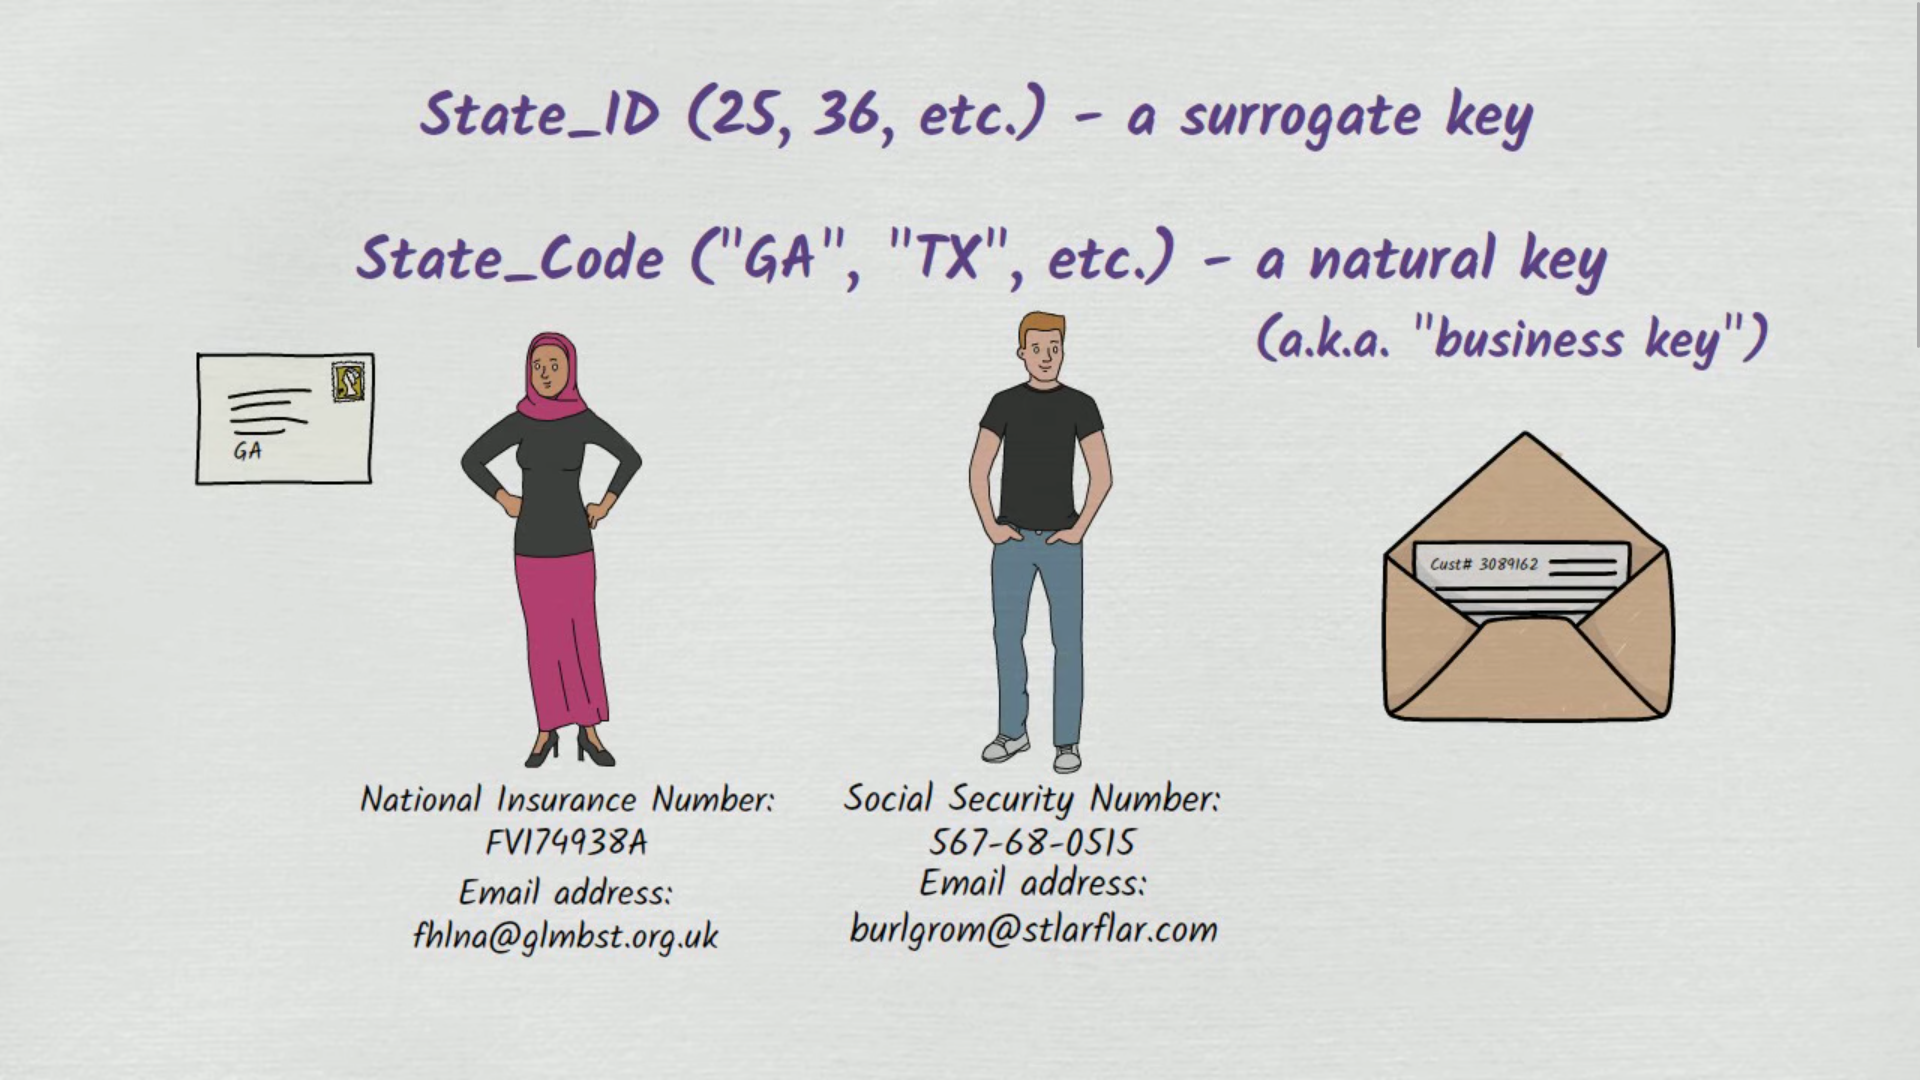 State_ID (25, 36, etc.) - a surrogate key
State_Code ("GA", "TX", etc.) - a natural key
(a.k.a. "business key")
GA
Cust# 3089162
National Insurance Number:
FV174938A
Email address:
fhlna@glmbst.org.uk
Social Security Number:
567-68-0515
Email address:
burlgrom@stlarflar.com